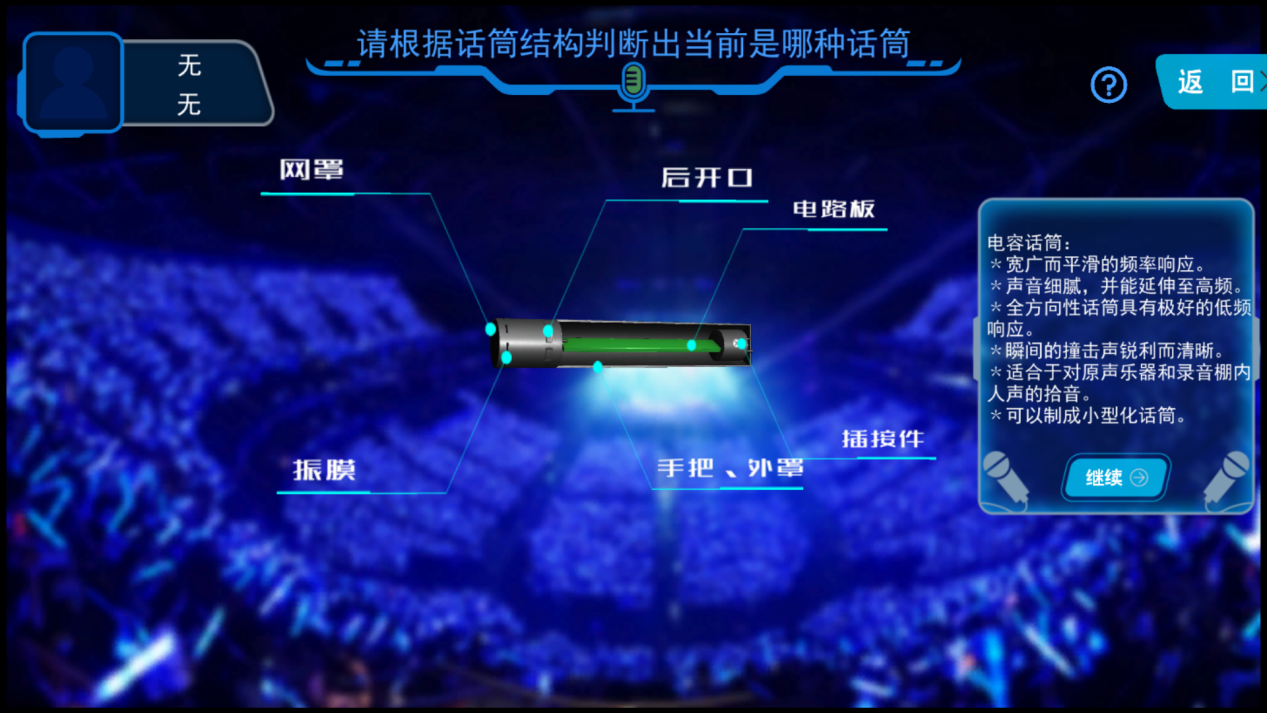 请根据话筒结构判断出当前是哪种话筒
无
无
?
返 回
网罩
后开口
电路板
电容话筒：
*宽广而平滑的频率响应。
*声音细腻，并能延伸至高频。
*全方向性话筒具有极好的低频
响应。
*瞬间的撞击声锐利而清晰。
*适合于对原声乐器和录音棚内
人声的拾音。
*可以制成小型化话筒。
插接件
振膜
手把、外罩
继续